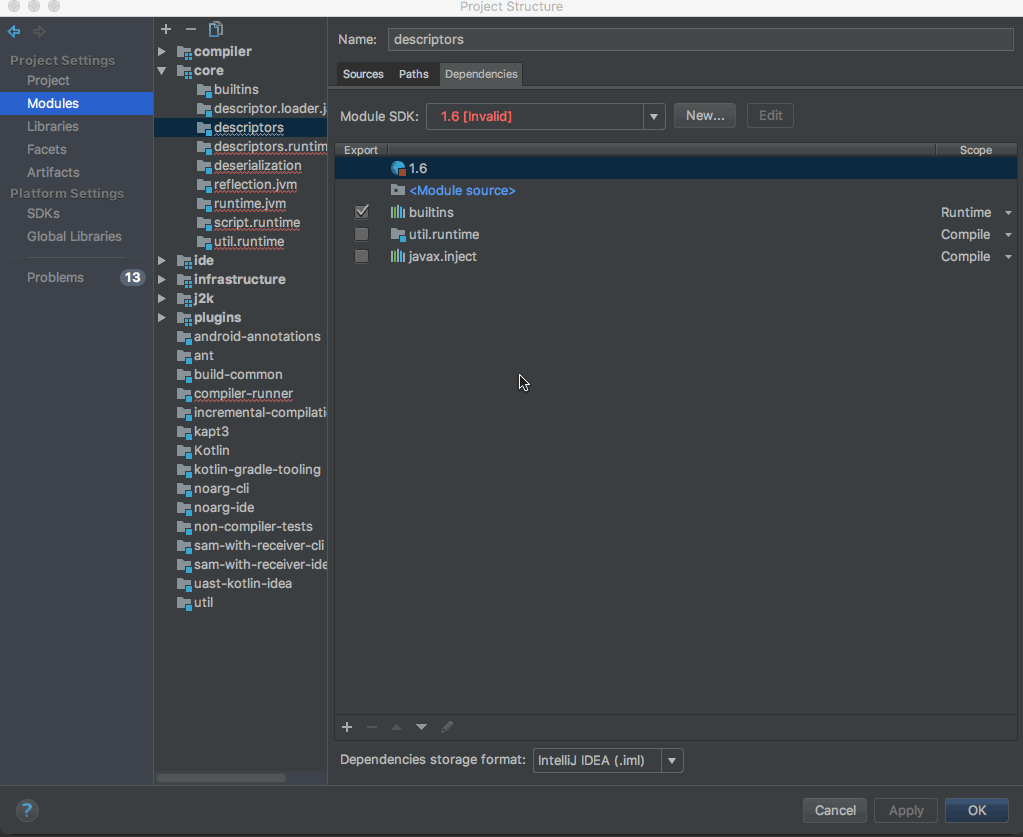 Project Structure
Project Settings
Project
Modules
Libraries
Facets
Artifacts
Platform Settings
SDKs
Global Libraries
Problems 13
compiler
core
builtins
descriptor.loader.j
descriptors
descriptors.runtim
deserialization
reflection.jvm
runtime.jvm
script.runtime
util.runtime
ide
infrastructure
j2k
plugins
android-annotations
ant
build-common
compiler-runner
incremental-compilati
kapt3
Kotlin
kotlin-gradle-tooling
noarg-cli
noarg-ide
non-compiler-tests
sam-with-receiver-cli
sam-with-receiver-ide
uast-kotlin-idea
util
Name: descriptors
Sources Paths Dependencies
Module SDK: 1.6 [Invalid] New... Edit
Export Scope
1.6
<Module source>
builtins Runtime
util.runtime Compile
javax.inject Compile
Dependencies storage format: IntelliJ IDEA (.iml)
? Cancel Apply OK